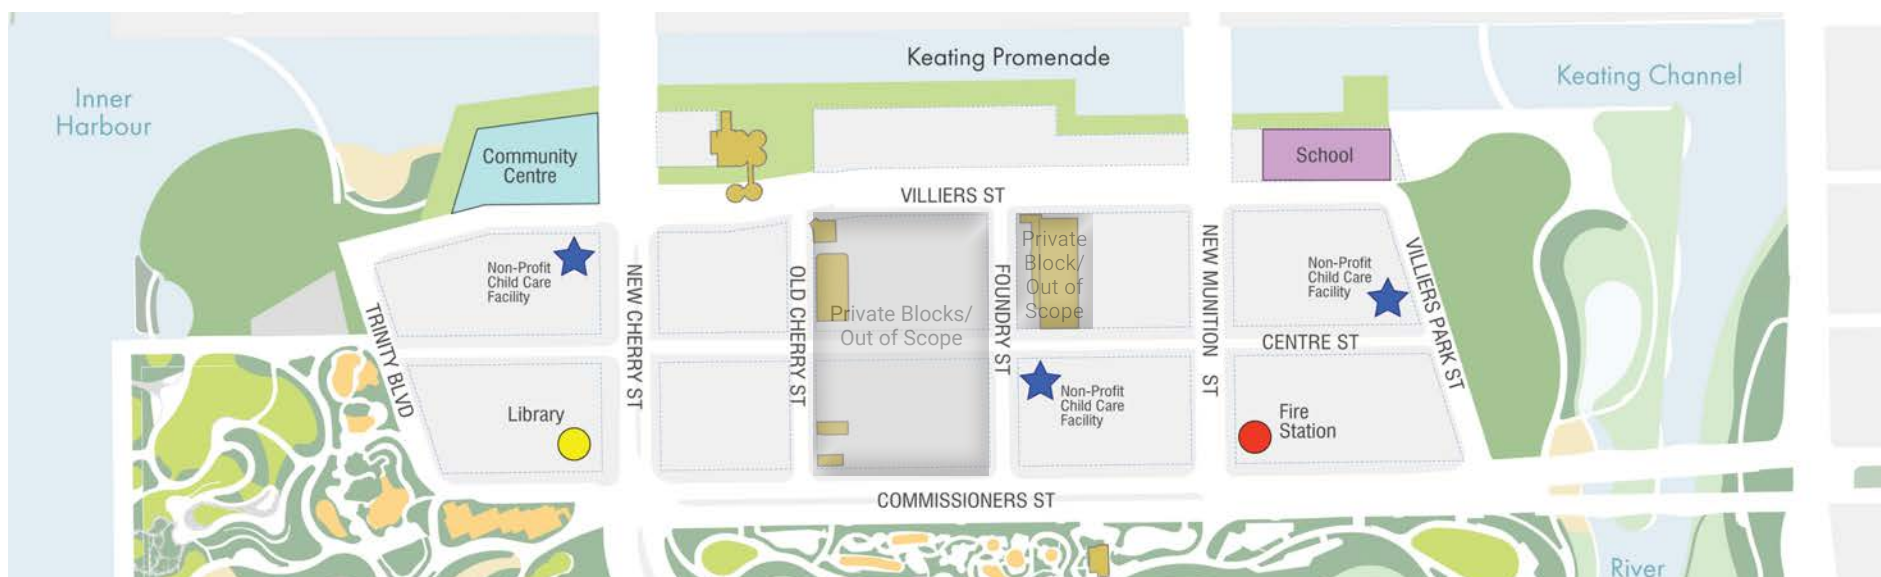 Keating Promenade
Keating Channel
Inner
Harbour
Community
Centre
School
VILLIERS ST
Non-Profit
Child Care
Facility
NEW CHERRY ST
OLD CHERRY ST
Private Blocks/
Out of Scope
FOUNDRY ST
Private
Block/
Out of
Scope
NEW MUNITION ST
Non-Profit
Child Care
Facility
VILLIERS PARK ST
TRINITY BLVD
CENTRE ST
Library
Non-Profit
Child Care
Facility
Fire
Station
COMMISSIONERS ST
River